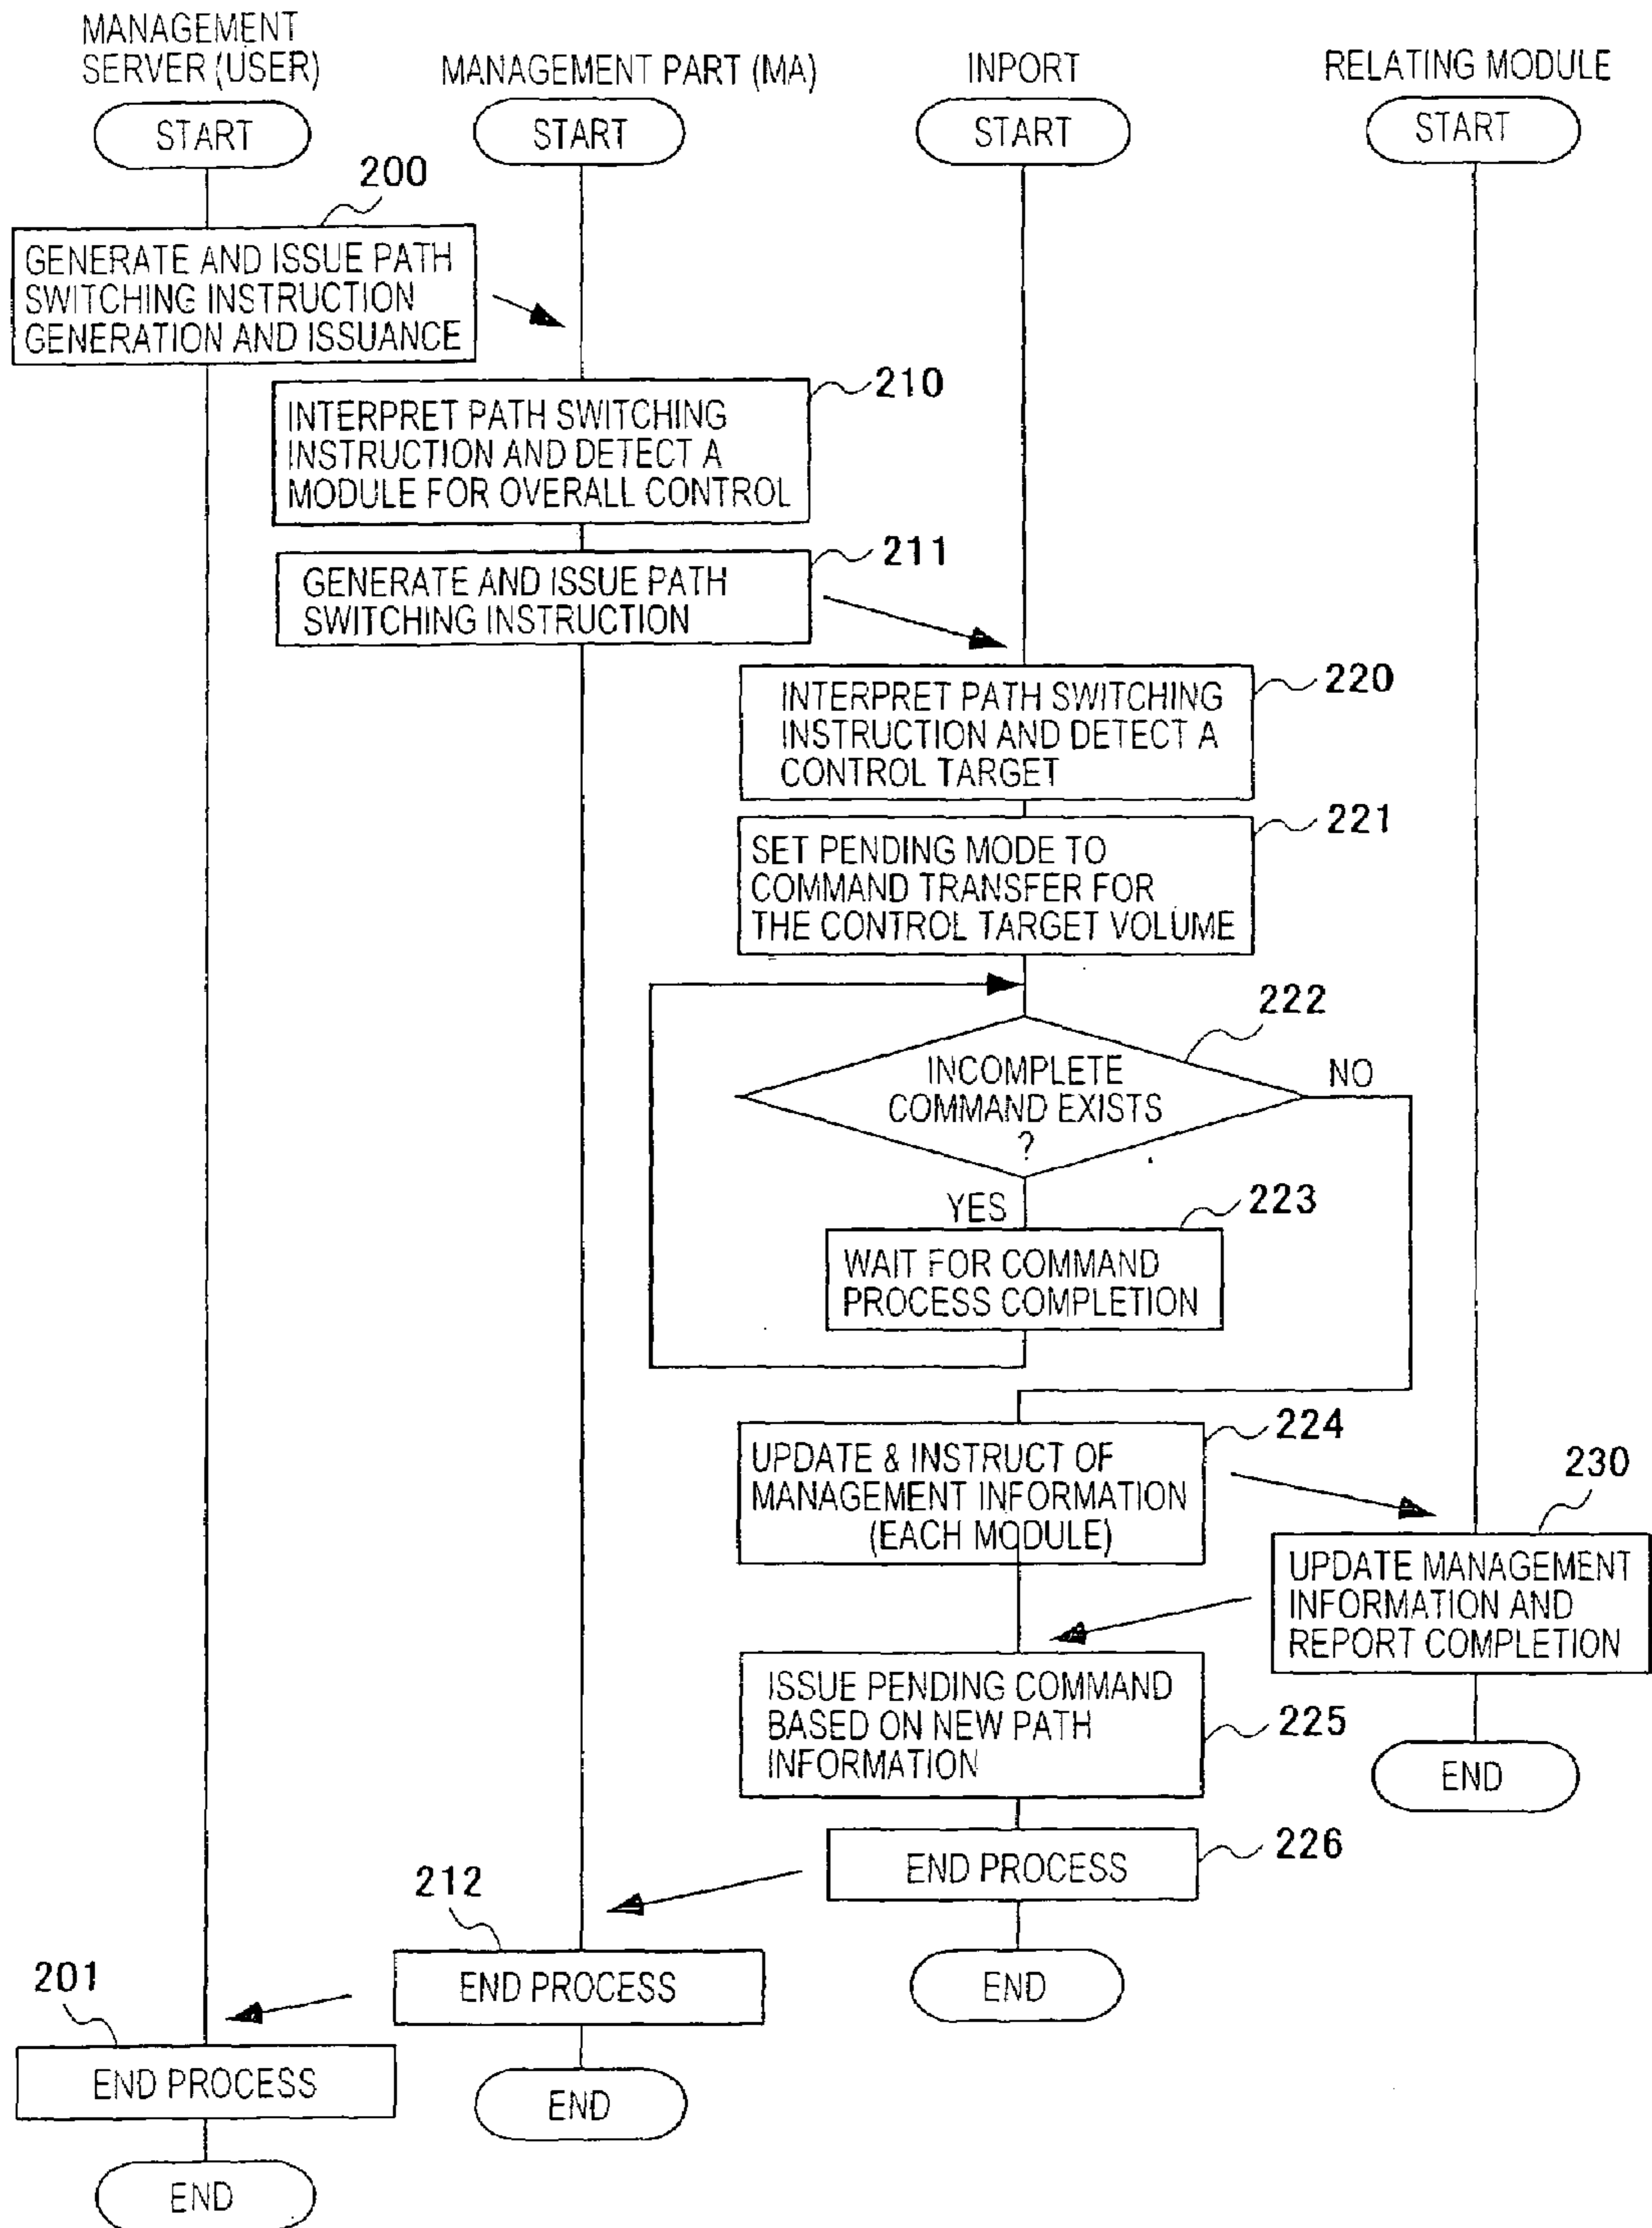 MANAGEMENT
SERVER (USER)
MANAGEMENT PART (MA)
INPORT
RELATING MODULE
START
START
START
START
200
GENERATE AND ISSUE PATH
SWITCHING INSTRUCTION
GENERATION AND ISSUANCE
210
INTERPRET PATH SWITCHING
INSTRUCTION AND DETECT A
MODULE FOR OVERALL CONTROL
211
GENERATE AND ISSUE PATH
SWITCHING INSTRUCTION
220
INTERPRET PATH SWITCHING
INSTRUCTION AND DETECT A
CONTROL TARGET
221
SET PENDING MODE TO
COMMAND TRANSFER FOR
THE CONTROL TARGET VOLUME
222
INCOMPLETE
COMMAND EXISTS
?
NO
YES
223
WAIT FOR COMMAND
PROCESS COMPLETION
224
UPDATE & INSTRUCT OF
MANAGEMENT INFORMATION
(EACH MODULE)
230
UPDATE MANAGEMENT
INFORMATION AND
REPORT COMPLETION
ISSUE PENDING COMMAND
BASED ON NEW PATH
INFORMATION
225
END
226
END PROCESS
212
END PROCESS
END
201
END PROCESS
END
END